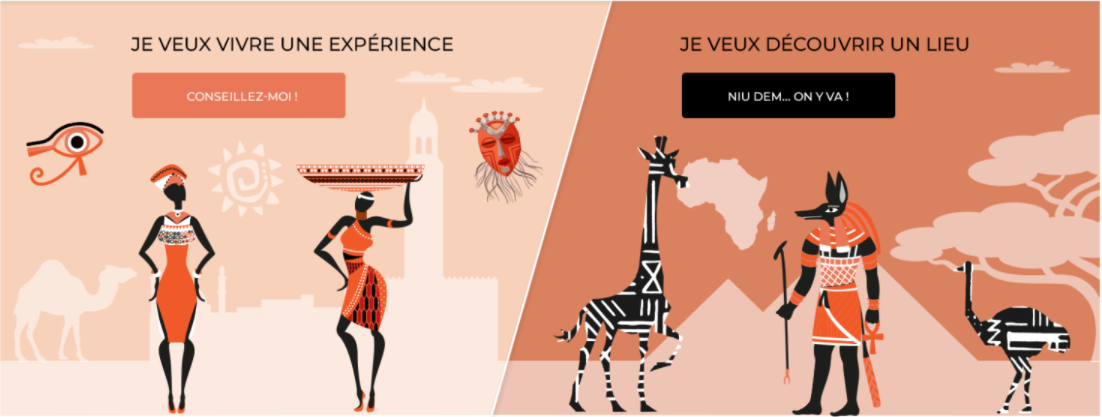 JE VEUX VIVRE UNE EXPÉRIENCE
CONSEILLEZ-MOI !
JE VEUX DÉCOUVRIR UN LIEU
NIU DEM... ON Y VA !